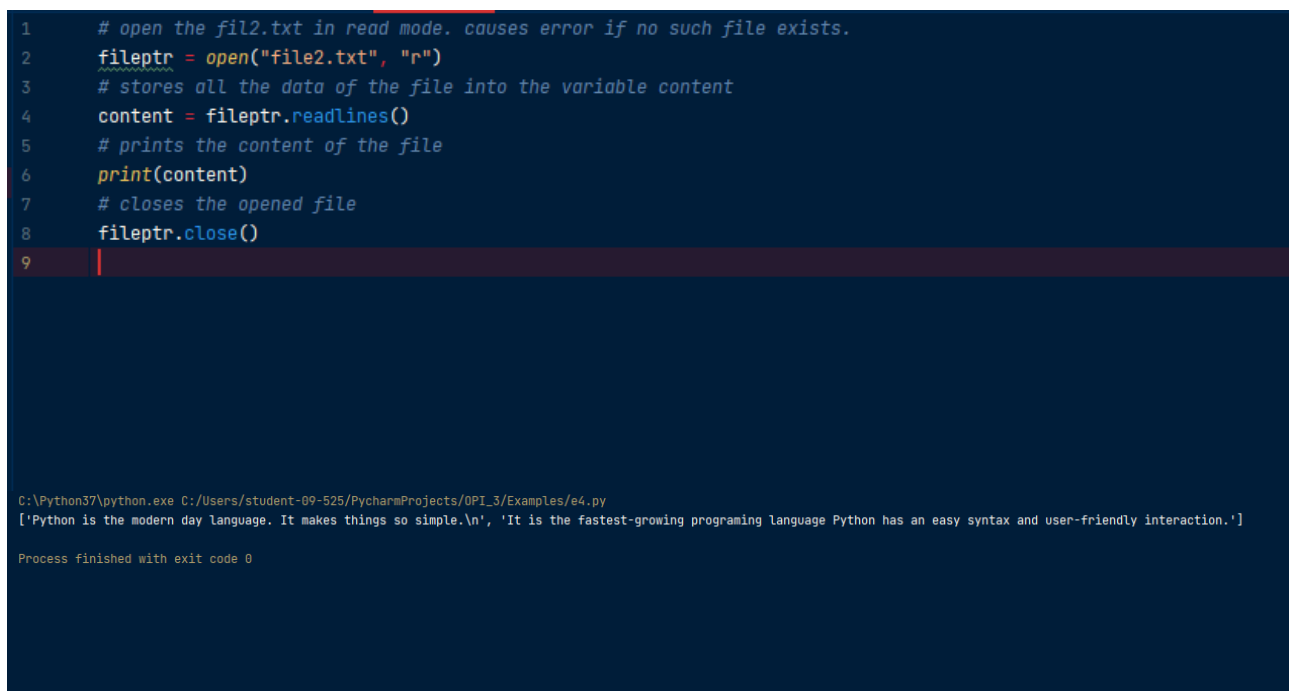 1 # open the fil2.txt in read mode. causes error if no such file exists.
2 fileptr = open("file2.txt", "r")
3 # stores all the data of the file into the variable content
4 content = fileptr.readlines()
5 # prints the content of the file
6 print(content)
7 # closes the opened file
8 fileptr.close()
9
C:\Python37\python.exe C:/Users/student-09-525/PycharmProjects/OPI_3/Examples/e4.py
['Python is the modern day language. It makes things so simple.\n', 'It is the fastest-growing programing language Python has an easy syntax and user-friendly interaction.']
Process finished with exit code 0